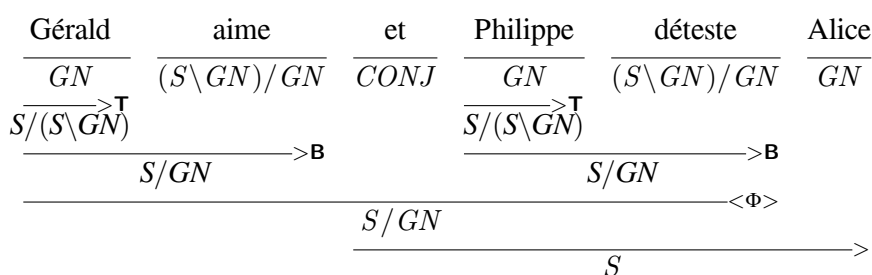 Gérald aime et Philippe déteste Alice
GN (S\GN)/GN CONJ GN (S\GN)/GN GN
>T >T
S/(S\GN) S/(S\GN)
>B >B
S/GN S/GN
<Φ>
S/GN
>
S